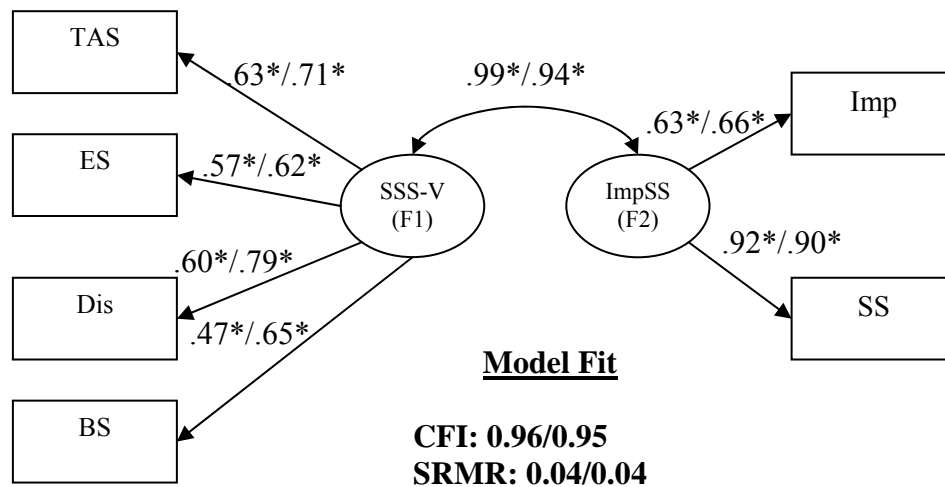 TAS
.63*/.71*
.99*/.94*
Imp
.63*/.66*
ES
.57*/.62*
SSS-V
(F1)
ImpSS
(F2)
.60*/.79*
.92*/.90*
Dis
SS
.47*/.65*
Model Fit
BS
CFI: 0.96/0.95
SRMR: 0.04/0.04